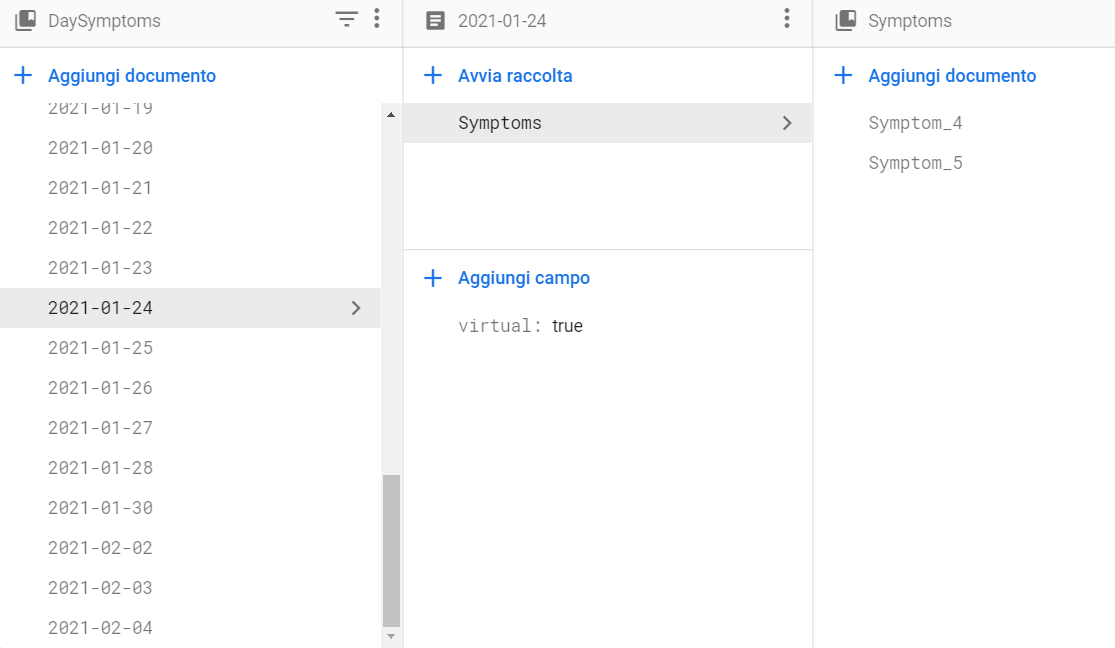 DaySymptoms
Aggiungi documento
2021-01-19
2021-01-20
2021-01-21
2021-01-22
2021-01-23
2021-01-24
2021-01-25
2021-01-26
2021-01-27
2021-01-28
2021-01-30
2021-02-02
2021-02-03
2021-02-04
2021-01-24
Avvia raccolta
Symptoms
Aggiungi campo
virtual: true
Symptoms
Aggiungi documento
Symptom_4
Symptom_5